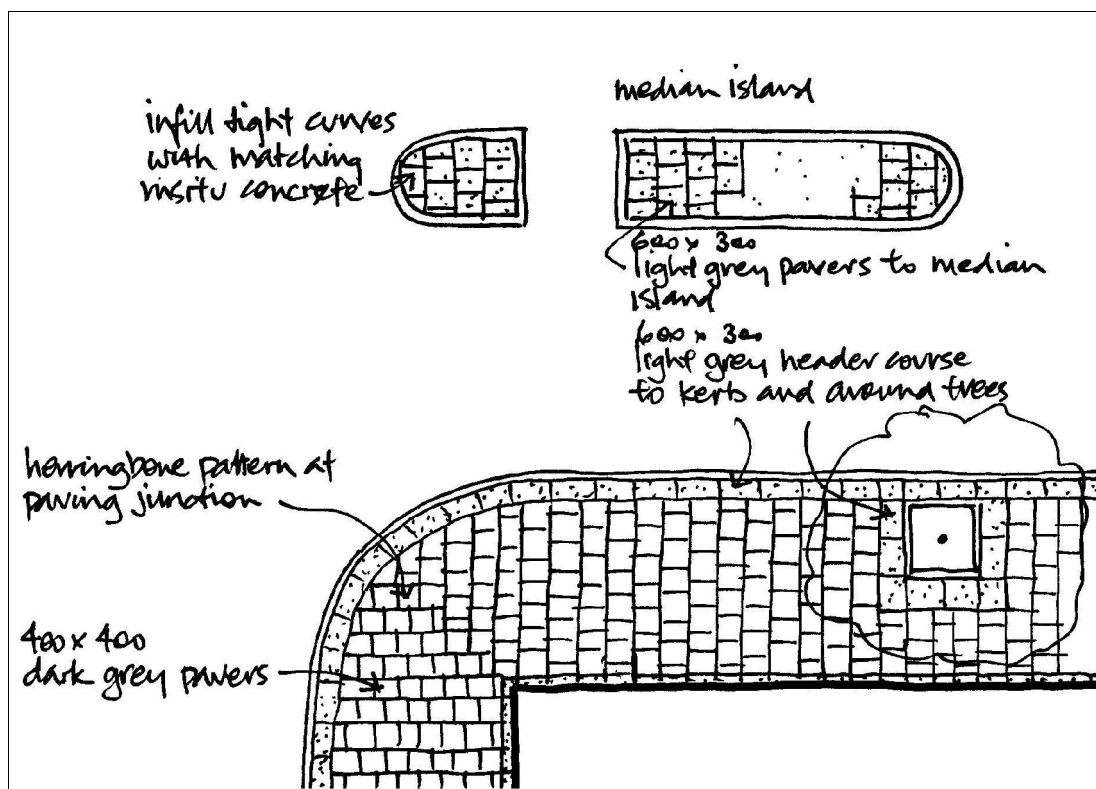 median island
infill tight curves
with matching
insitu concrete
600 x 300
light grey pavers to median
island
600 x 300
light grey header course
to kerb and around trees
herringbone pattern at
paving junction
400 x 400
dark grey pavers